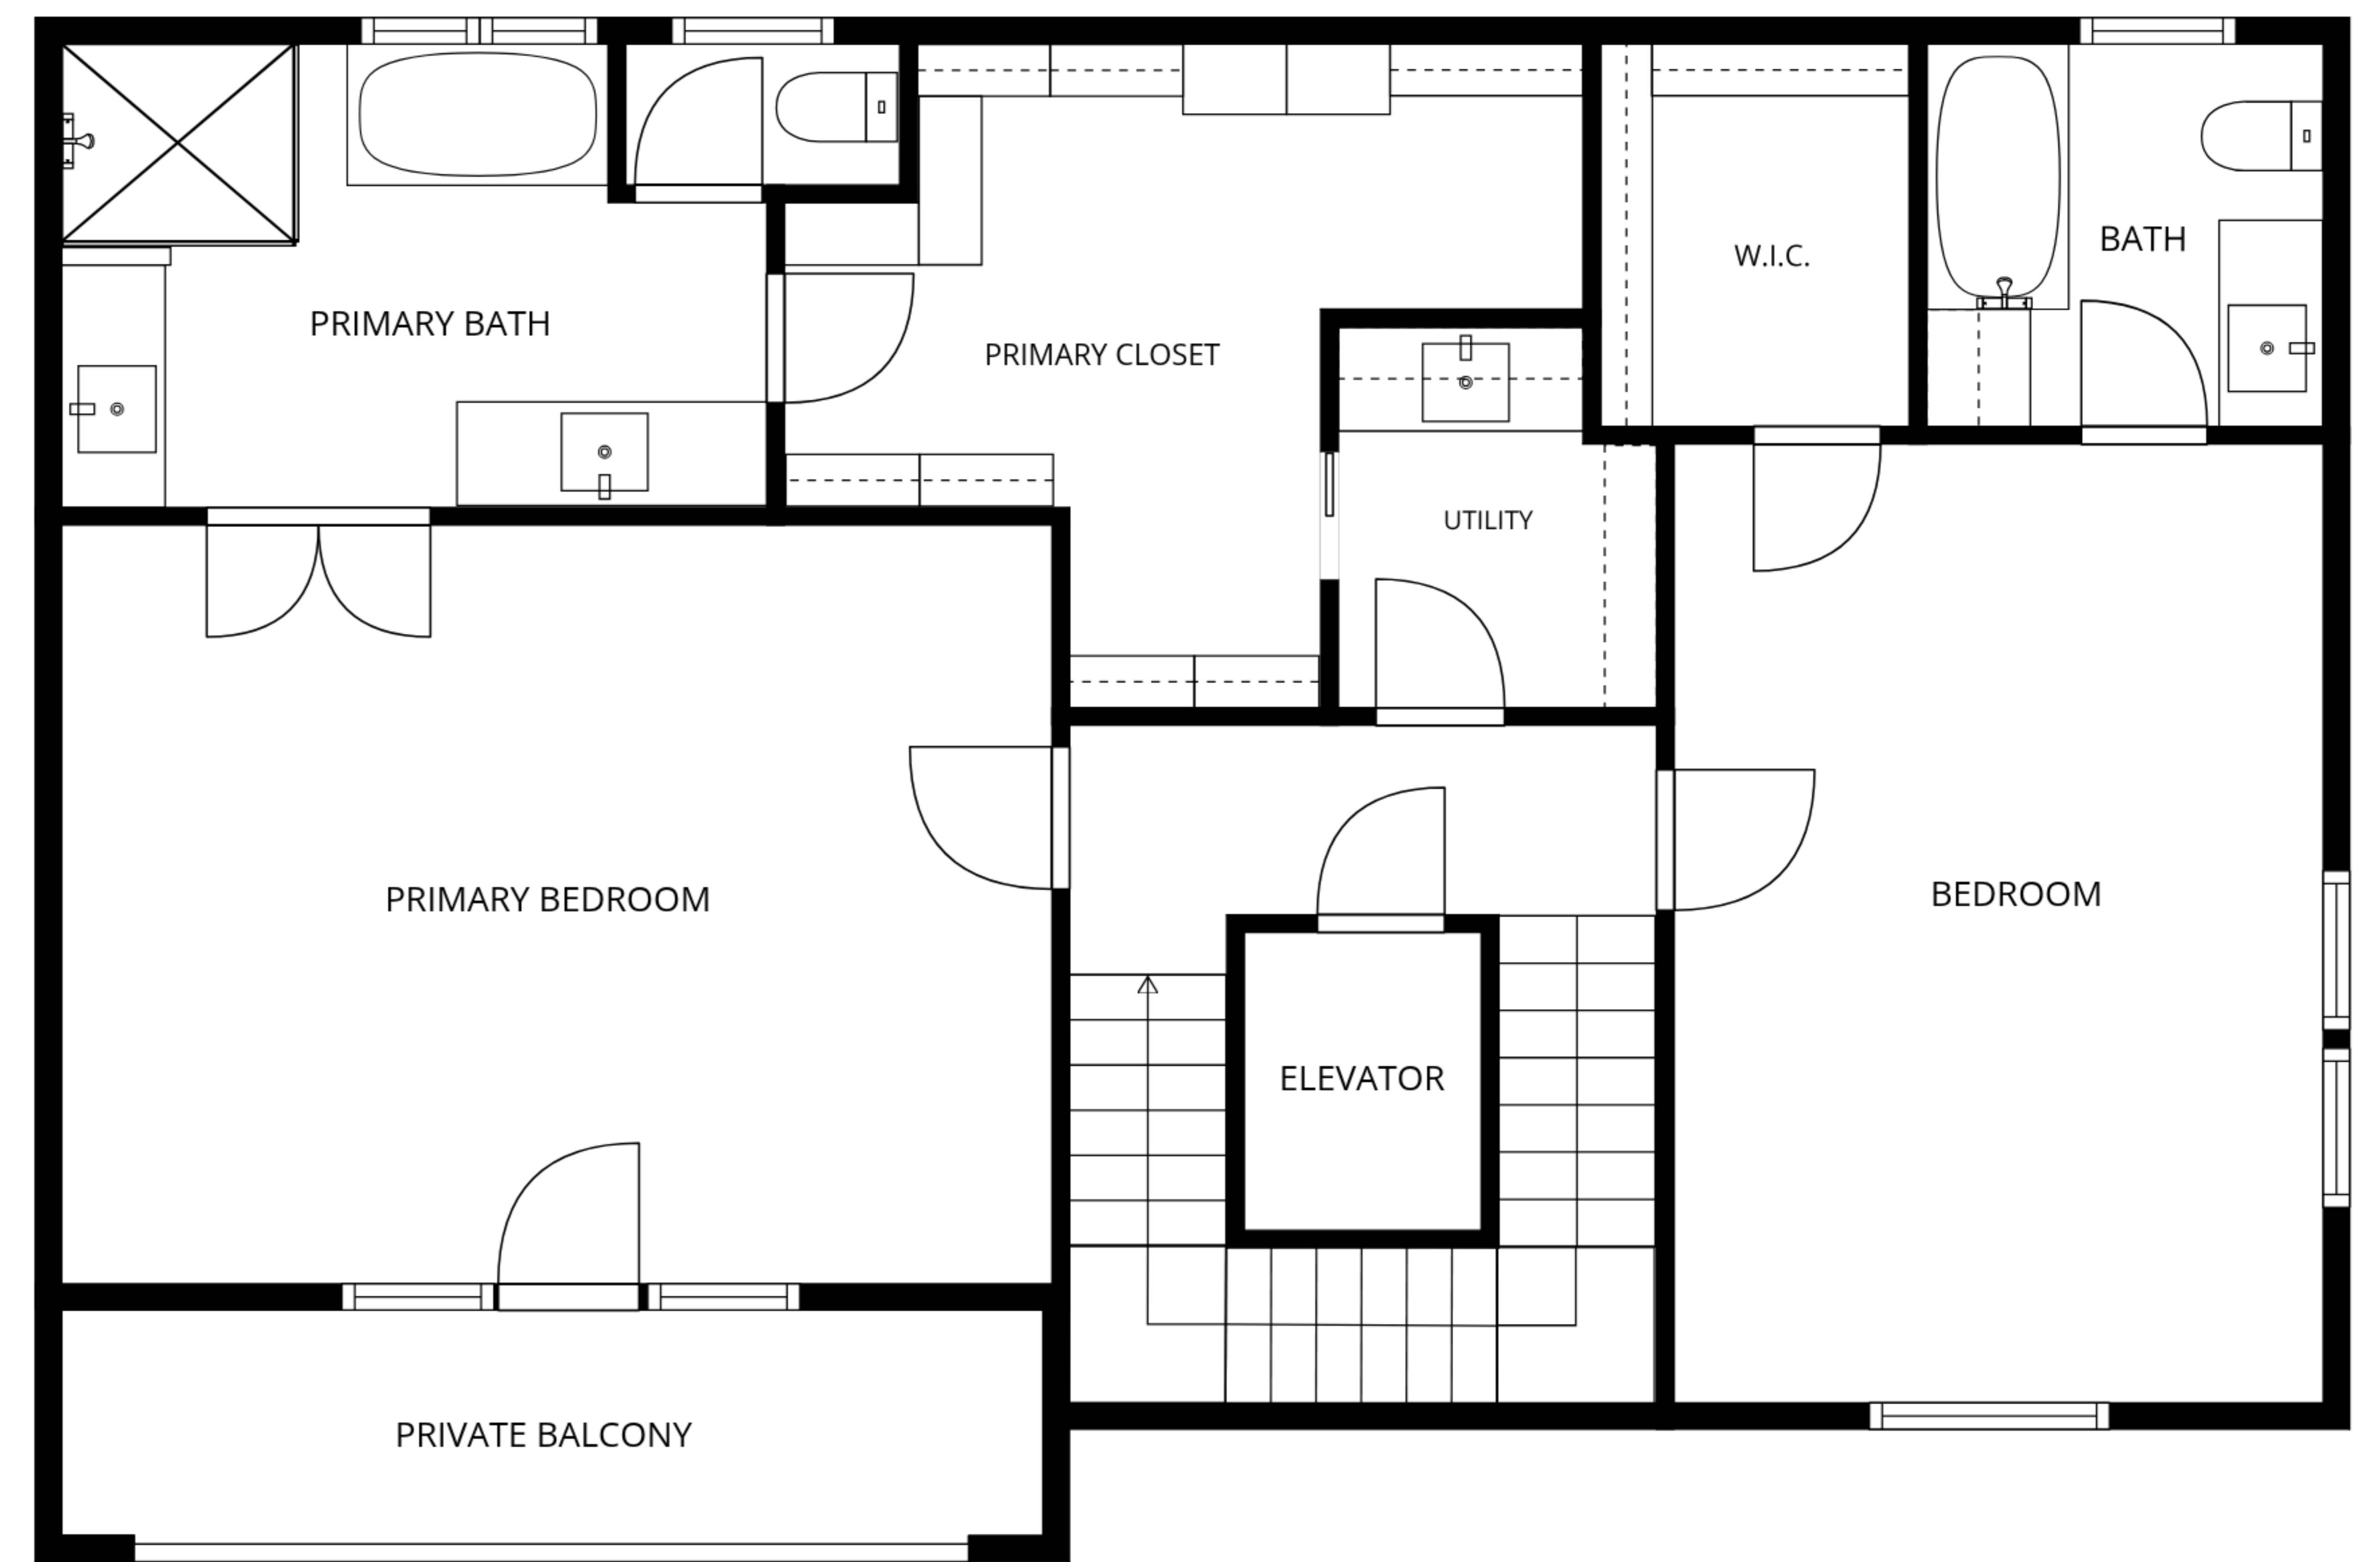 BATH
W.I.C.
PRIMARY BATH
PRIMARY CLOSET
UTILITY
PRIMARY BEDROOM
BEDROOM
ELEVATOR
PRIVATE BALCONY